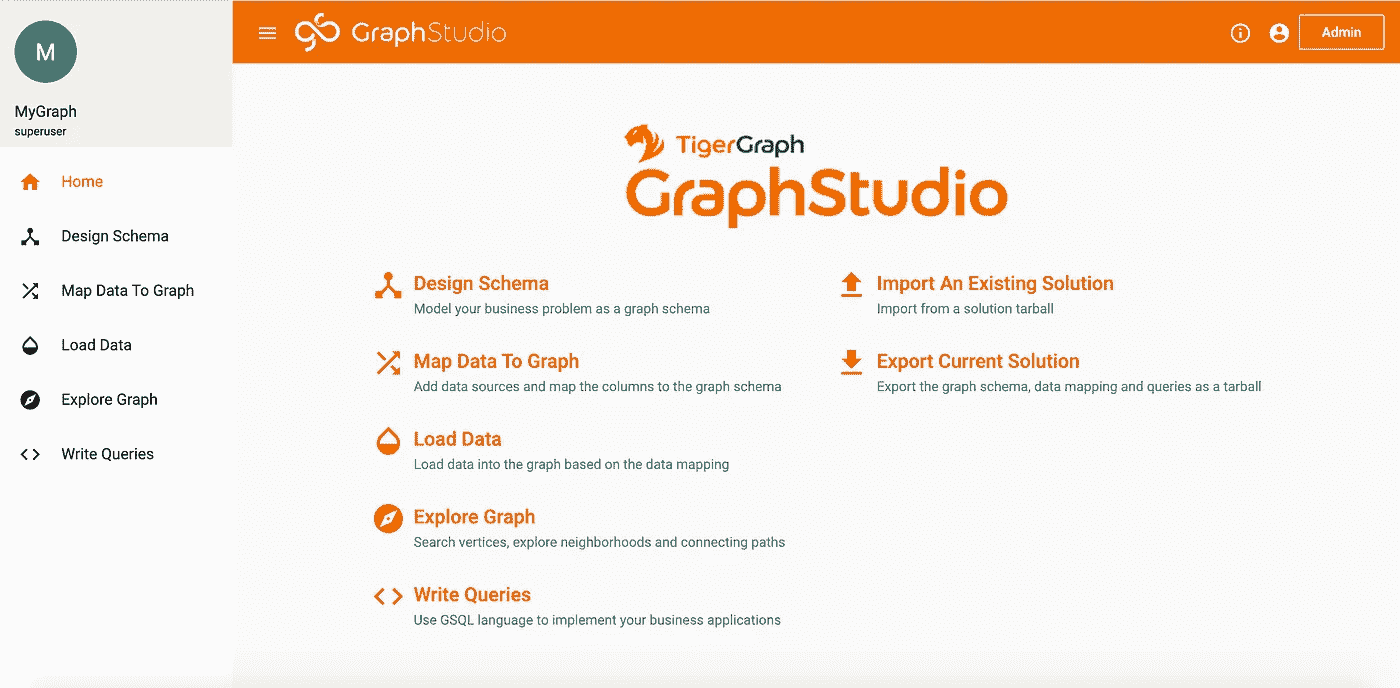 M
MyGraph
superuser
Home
Design Schema
Map Data To Graph
Load Data
Explore Graph
Write Queries
GraphStudio
Admin
TigerGraph
GraphStudio
Design Schema
Model your business problem as a graph schema
Map Data To Graph
Add data sources and map the columns to the graph schema
Load Data
Load data into the graph based on the data mapping
Explore Graph
Search vertices, explore neighborhoods and connecting paths
Write Queries
Use GSQL language to implement your business applications
Import An Existing Solution
Import from a solution tarball
Export Current Solution
Export the graph schema, data mapping and queries as a tarball